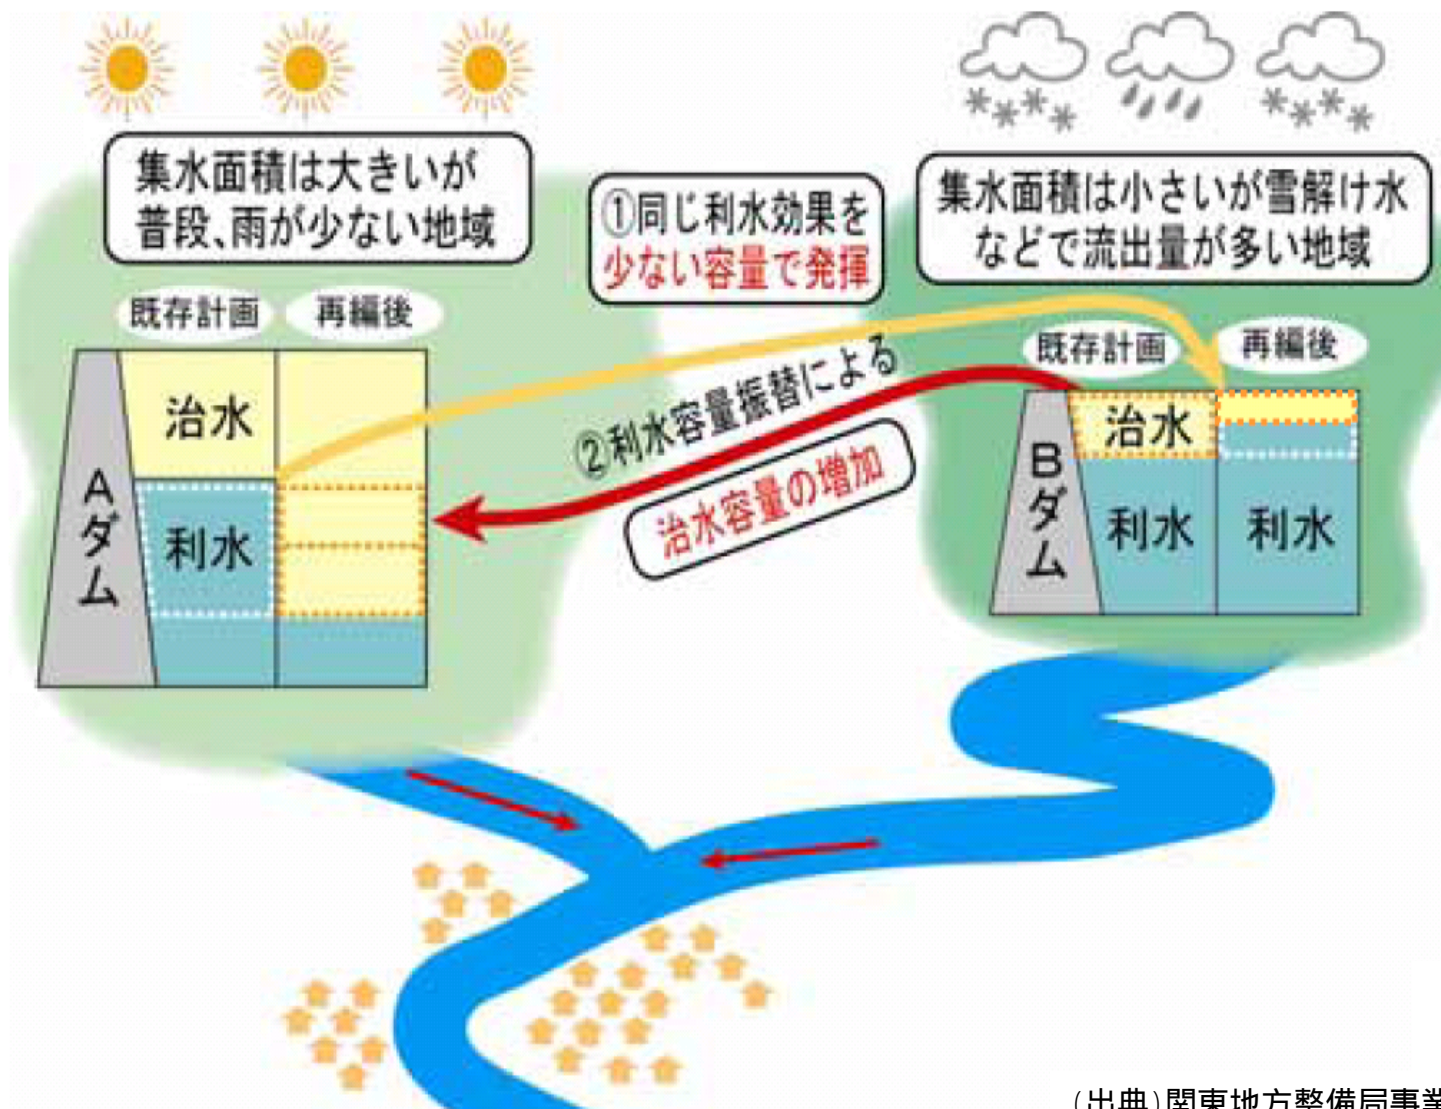 集水面積は大きいが
普段、雨が少ない地域
既存計画
再編後
治水
利水
Aダム
①同じ利水効果を
少ない容量で発揮
②利水容量振替による
治水容量の増加
集水面積は小さいが雪解け水
などで流出量が多い地域
既存計画
再編後
治水
利水
利水
Bダム
(出典)関東地方整備局事業